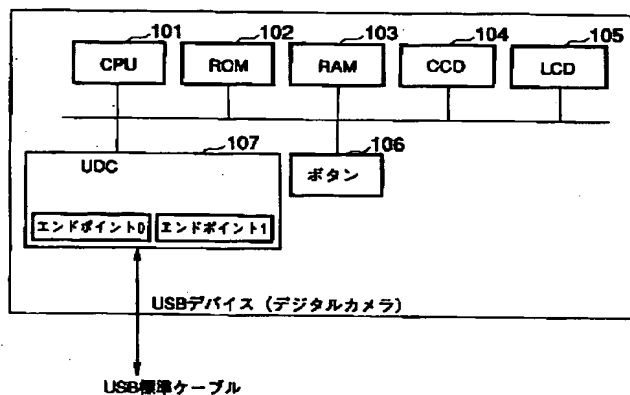 101 102 103 104 105
CPU ROM RAM CCD LCD
107 106
UDC ボタン
エンドポイント0 エンドポイント1
USBデバイス（デジタルカメラ）
USB標準ケーブル